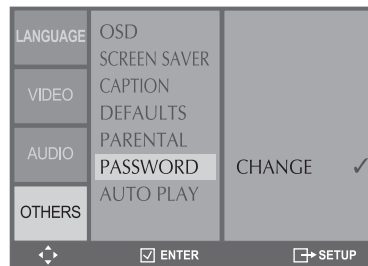 LANGUAGE
VIDEO
AUDIO
OTHERS
OSD
SCREEN SAVER
CAPTION
DEFAULTS
PARENTAL
PASSWORD
AUTO PLAY
CHANGE ✓
ENTER
SETUP